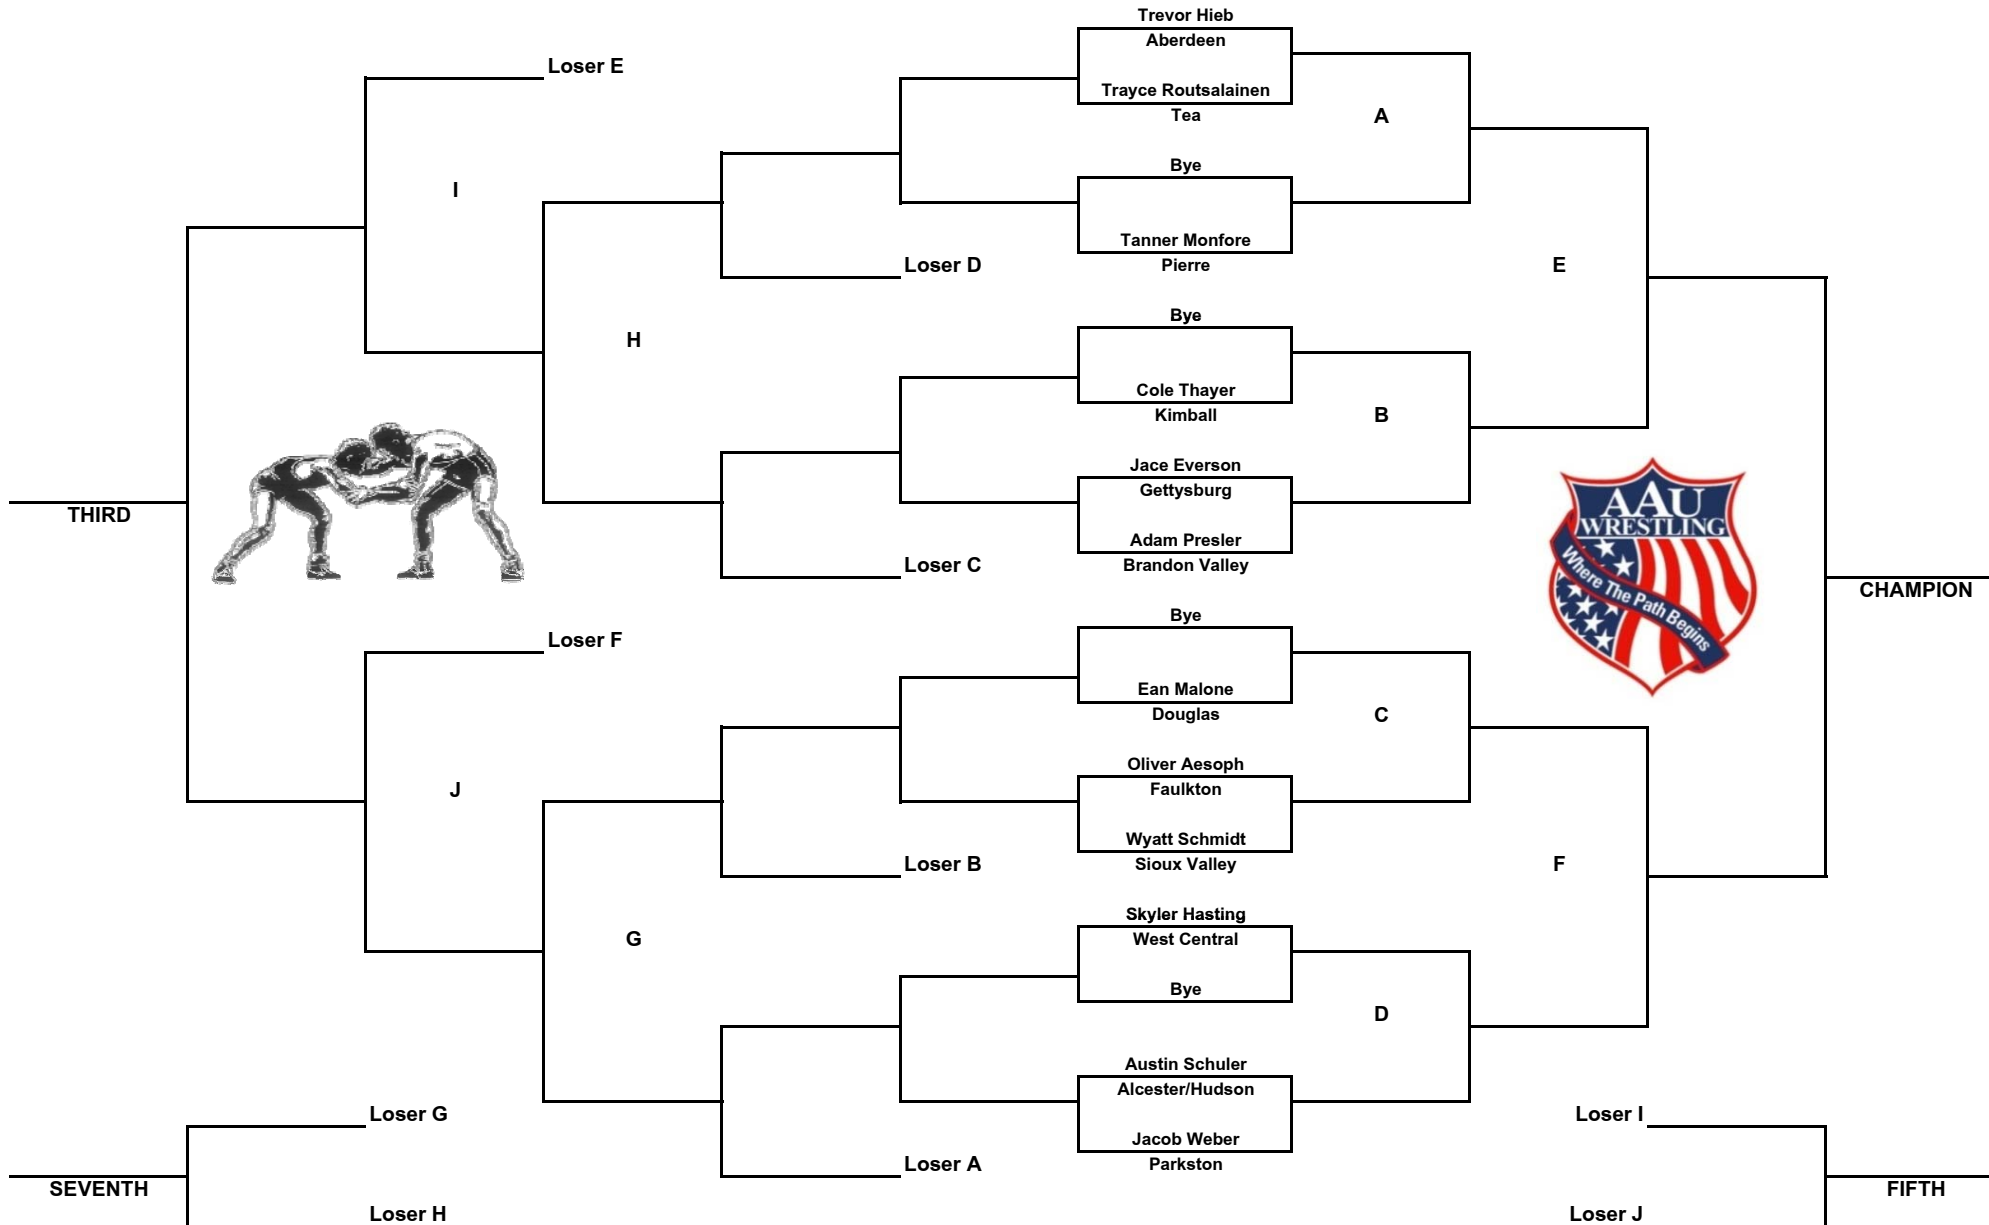 Trevor Hieb
Aberdeen
Loser E
Trayce Routsalainen
A
Tea
Bye
I
Tanner Monfore
Loser D
Pierre
E
Bye
H
Cole Thayer
Kimball
B
Jace Everson
Gettysburg
THIRD
Adam Presler
Loser C
Brandon Valley
AAU
WRESTLING
Where The Path Begins
CHAMPION
Bye
Loser F
Ean Malone
Douglas
C
Oliver Aesoph
Faulkton
J
Wyatt Schmidt
Loser B
Sioux Valley
F
Skyler Hasting
West Central
G
Bye
D
Austin Schuler
Alcester/Hudson
Loser G
Loser I
Jacob Weber
Loser A
Parkston
SEVENTH
FIFTH
Loser H
Loser J